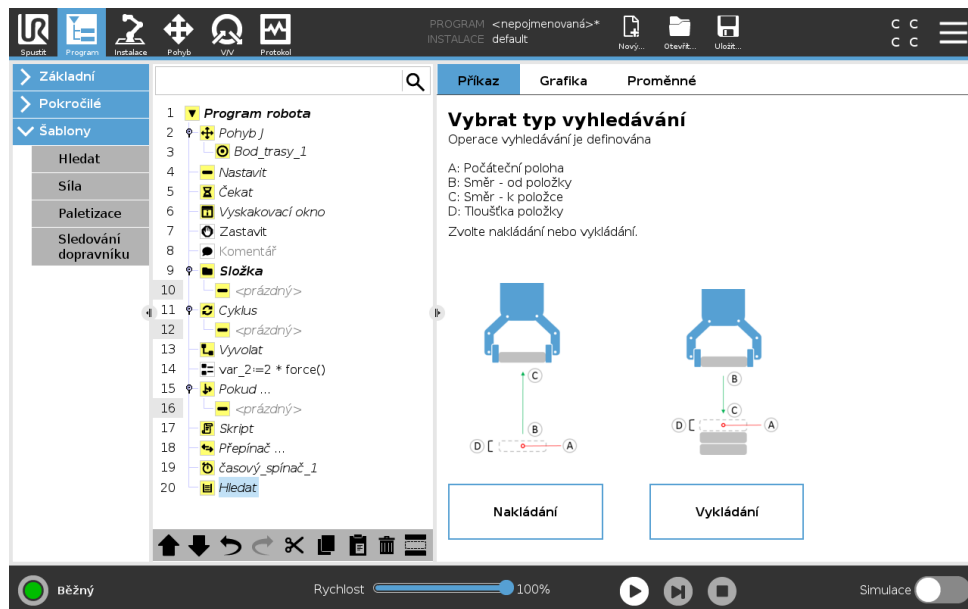 UR
PROGRAM <nepojmenovaná>*
INSTALACE default
Spustit
Program
Instalace
Pohyb
V/V
Protokol
Nový...
Otevřít...
Uložit...
C C
C C
Základní
Pokročilé
Šablony
Hledat
Síla
Paletizace
Sledování
dopravníku
1 Program robota
2 Pohyb J
3 Bod_trasy_1
4 Nastavit
5 Čekat
6 Vyskakovací okno
7 Zastavit
8 Komentář
9 Složka
10 <prázdný>
11 Cyklus
12 <prázdný>
13 Vyvolat
14 var_2:=2 * force()
15 Pokud ...
16 <prázdný>
17 Skript
18 Přepínač ...
19 časový_spínač_1
20 Hledat
Příkaz
Grafika
Proměnné
Vybrat typ vyhledávání
Operace vyhledávání je definována
A: Počáteční poloha
B: Směr - od položky
C: Směr - k položce
D: Tloušťka položky
Zvolte nakládání nebo vykládání.
C
B
D
A
B
C
D
A
Nakládání
Vykládání
Běžný
Rychlost
100%
Simulace